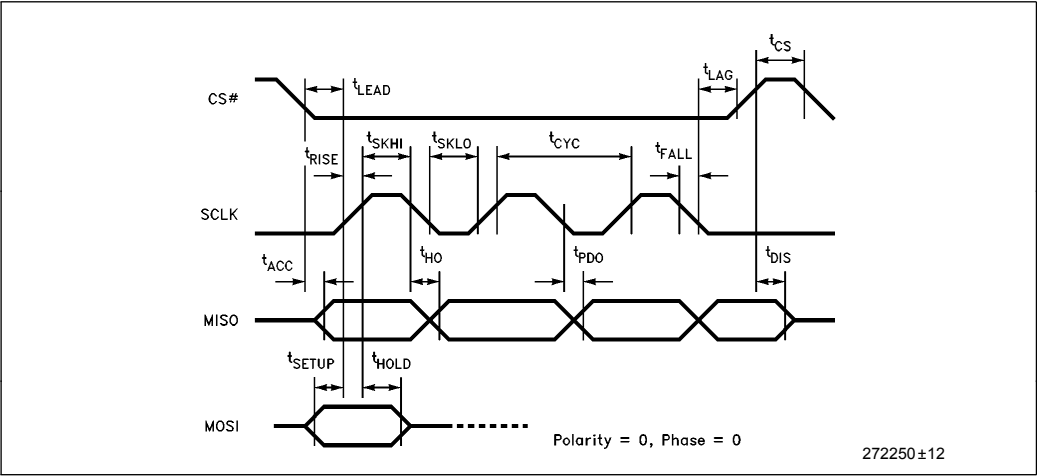 tCS
tLAG
CS#
tLEAD
tSKHI
tSKLO
tCYC
tFALL
tRISE
SCLK
tACC
tHO
tPDO
tDIS
MISO
tSETUP
tHOLD
MOSI
Polarity = 0, Phase = 0
272250±12